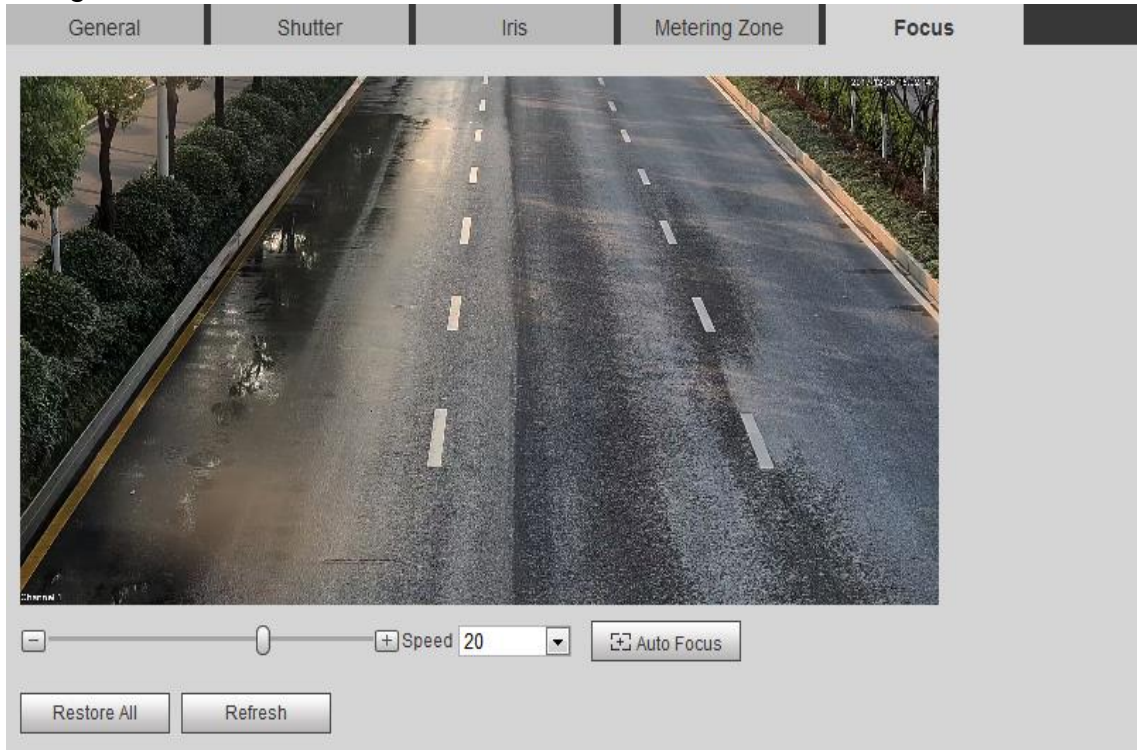 General Shutter Iris Metering Zone Focus
Channel 1
- + Speed 20 Auto Focus
Restore All Refresh